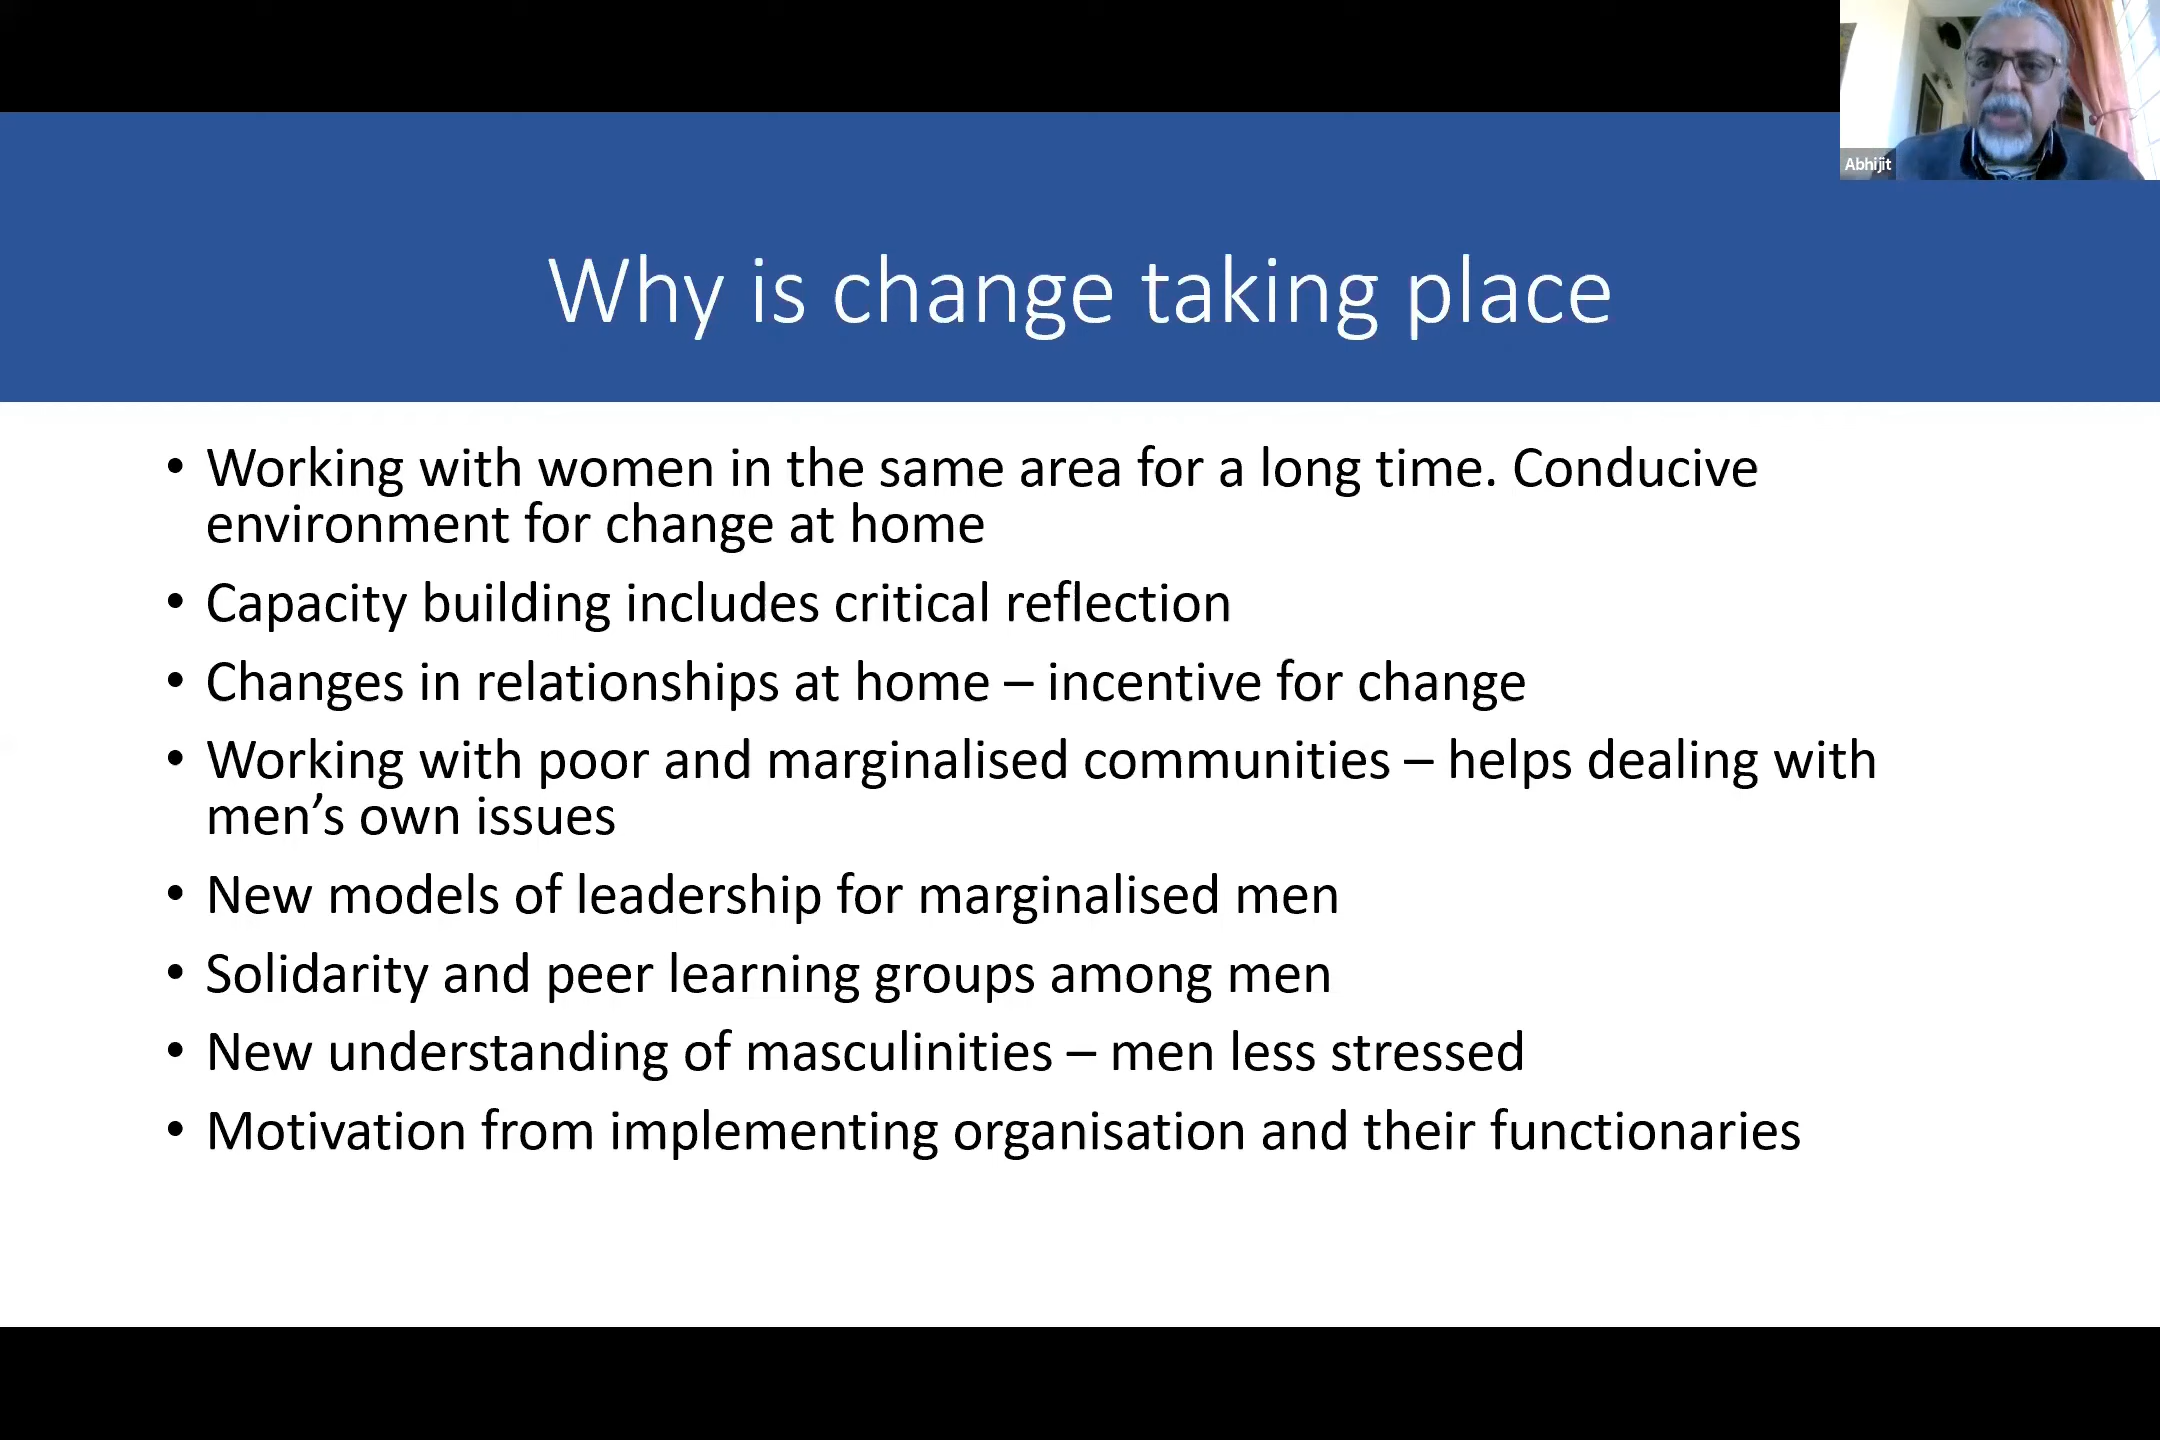 Abhijit
Why is change taking place
• Working with women in the same area for a long time. Conducive
environment for change at home
• Capacity building includes critical reflection
• Changes in relationships at home – incentive for change
• Working with poor and marginalised communities – helps dealing with
men’s own issues
• New models of leadership for marginalised men
• Solidarity and peer learning groups among men
• New understanding of masculinities – men less stressed
• Motivation from implementing organisation and their functionaries